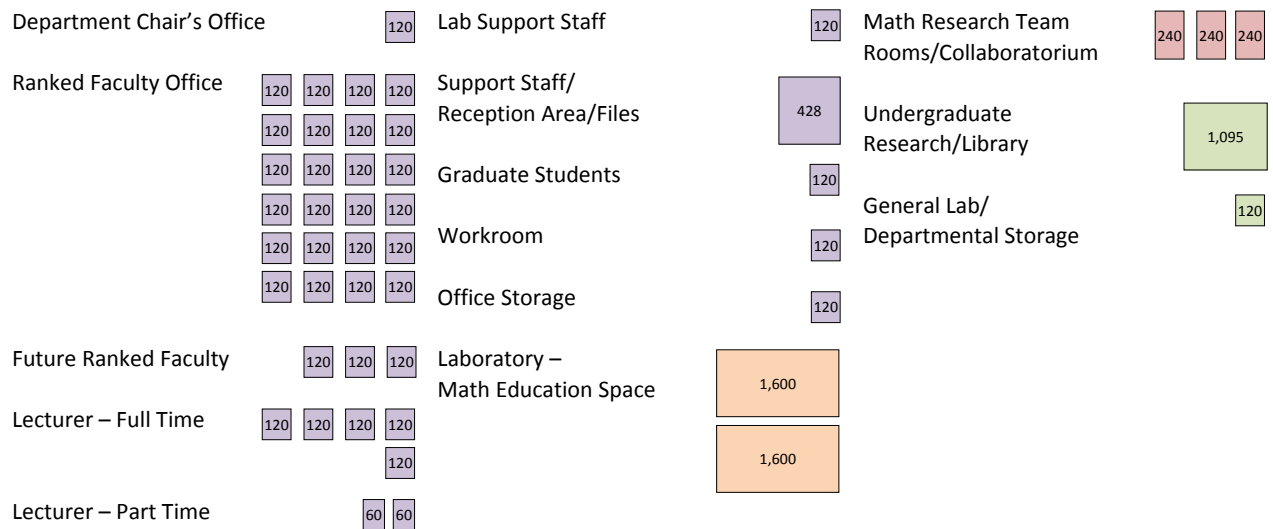 Department Chair's Office
120
Ranked Faculty Office
120 120 120 120
120 120 120 120
120 120 120 120
120 120 120 120
120 120 120 120
120 120 120 120
Future Ranked Faculty
120 120 120
Lecturer – Full Time
120 120 120 120
120
Lecturer – Part Time
60 60
Lab Support Staff
120
Support Staff/
Reception Area/Files
428
Graduate Students
120
Workroom
120
Office Storage
120
Laboratory –
Math Education Space
1,600
1,600
Math Research Team
Rooms/Collaboratorium
240 240 240
Undergraduate
Research/Library
1,095
General Lab/
Departmental Storage
120